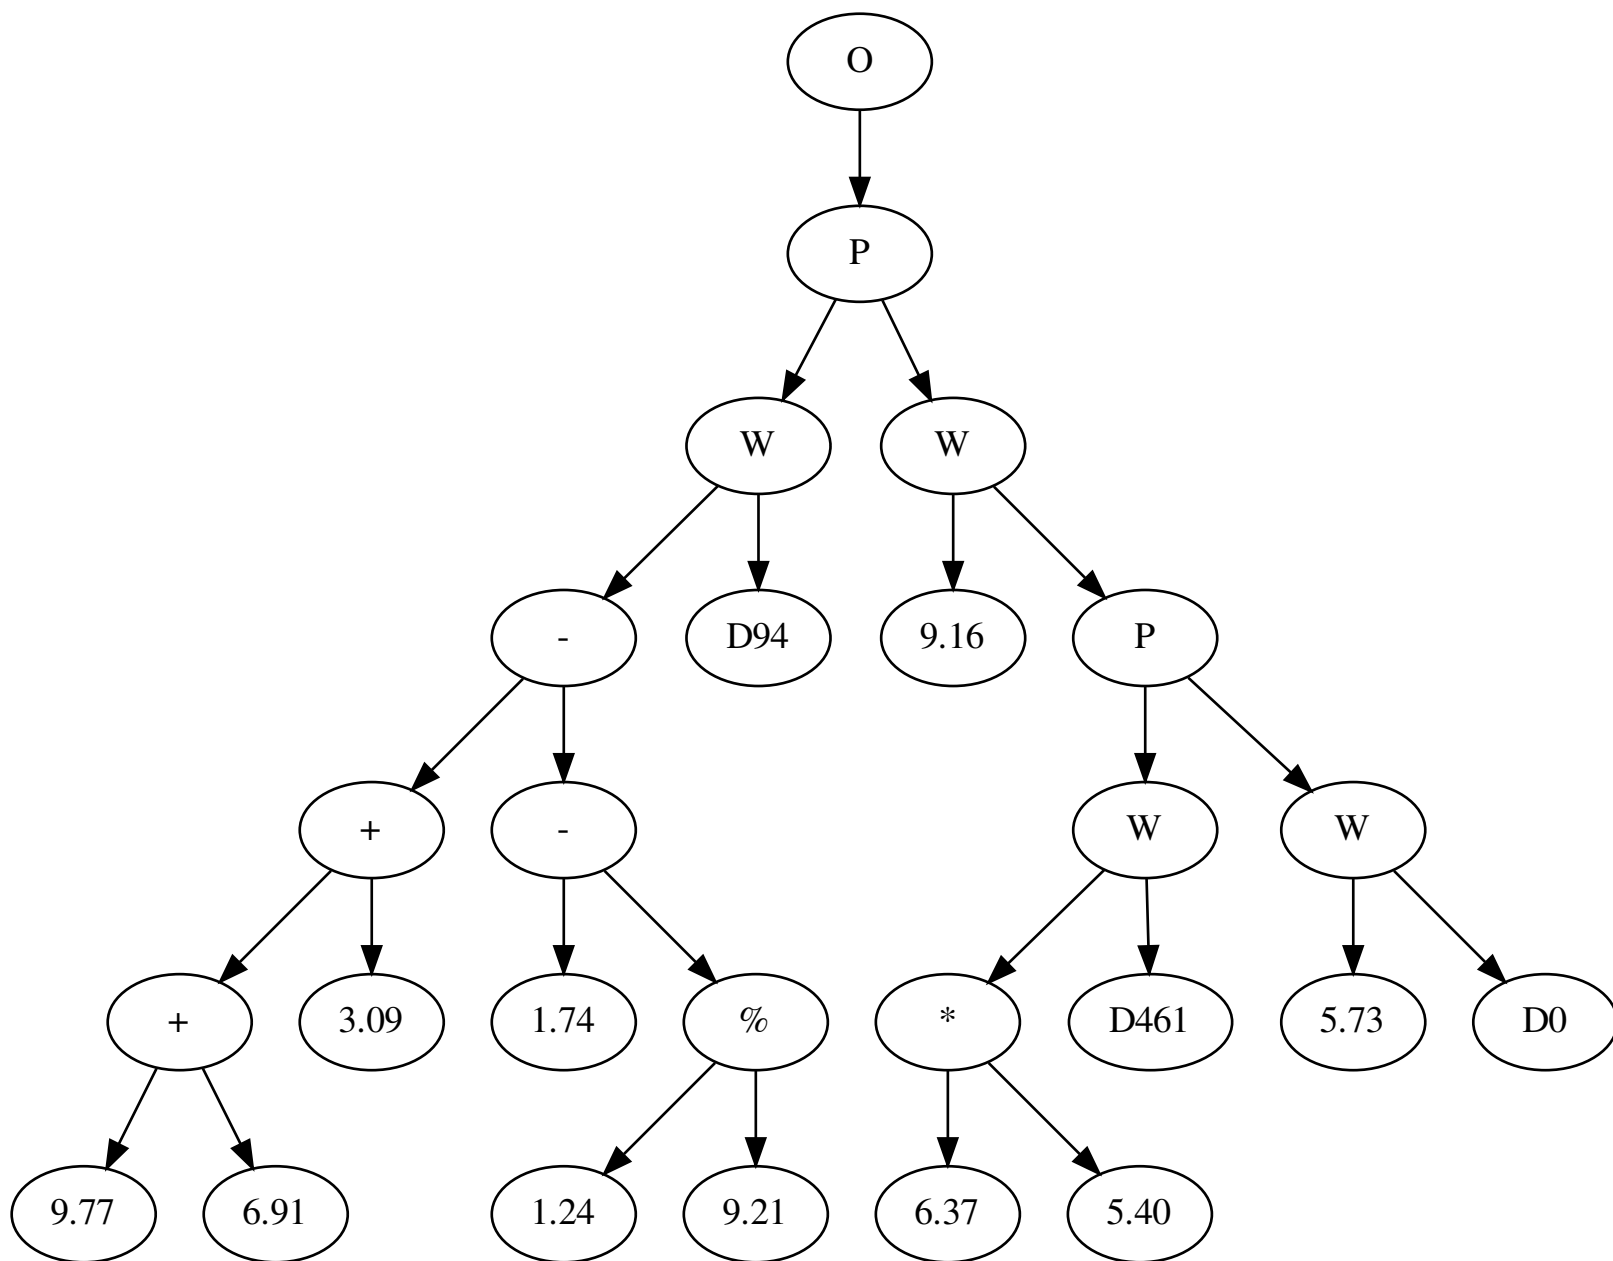 O
P
W W
- D94 9.16 P
+ - W W
+ 3.09 1.74 % * D461 5.73 D0
9.77 6.91 1.24 9.21 6.37 5.40